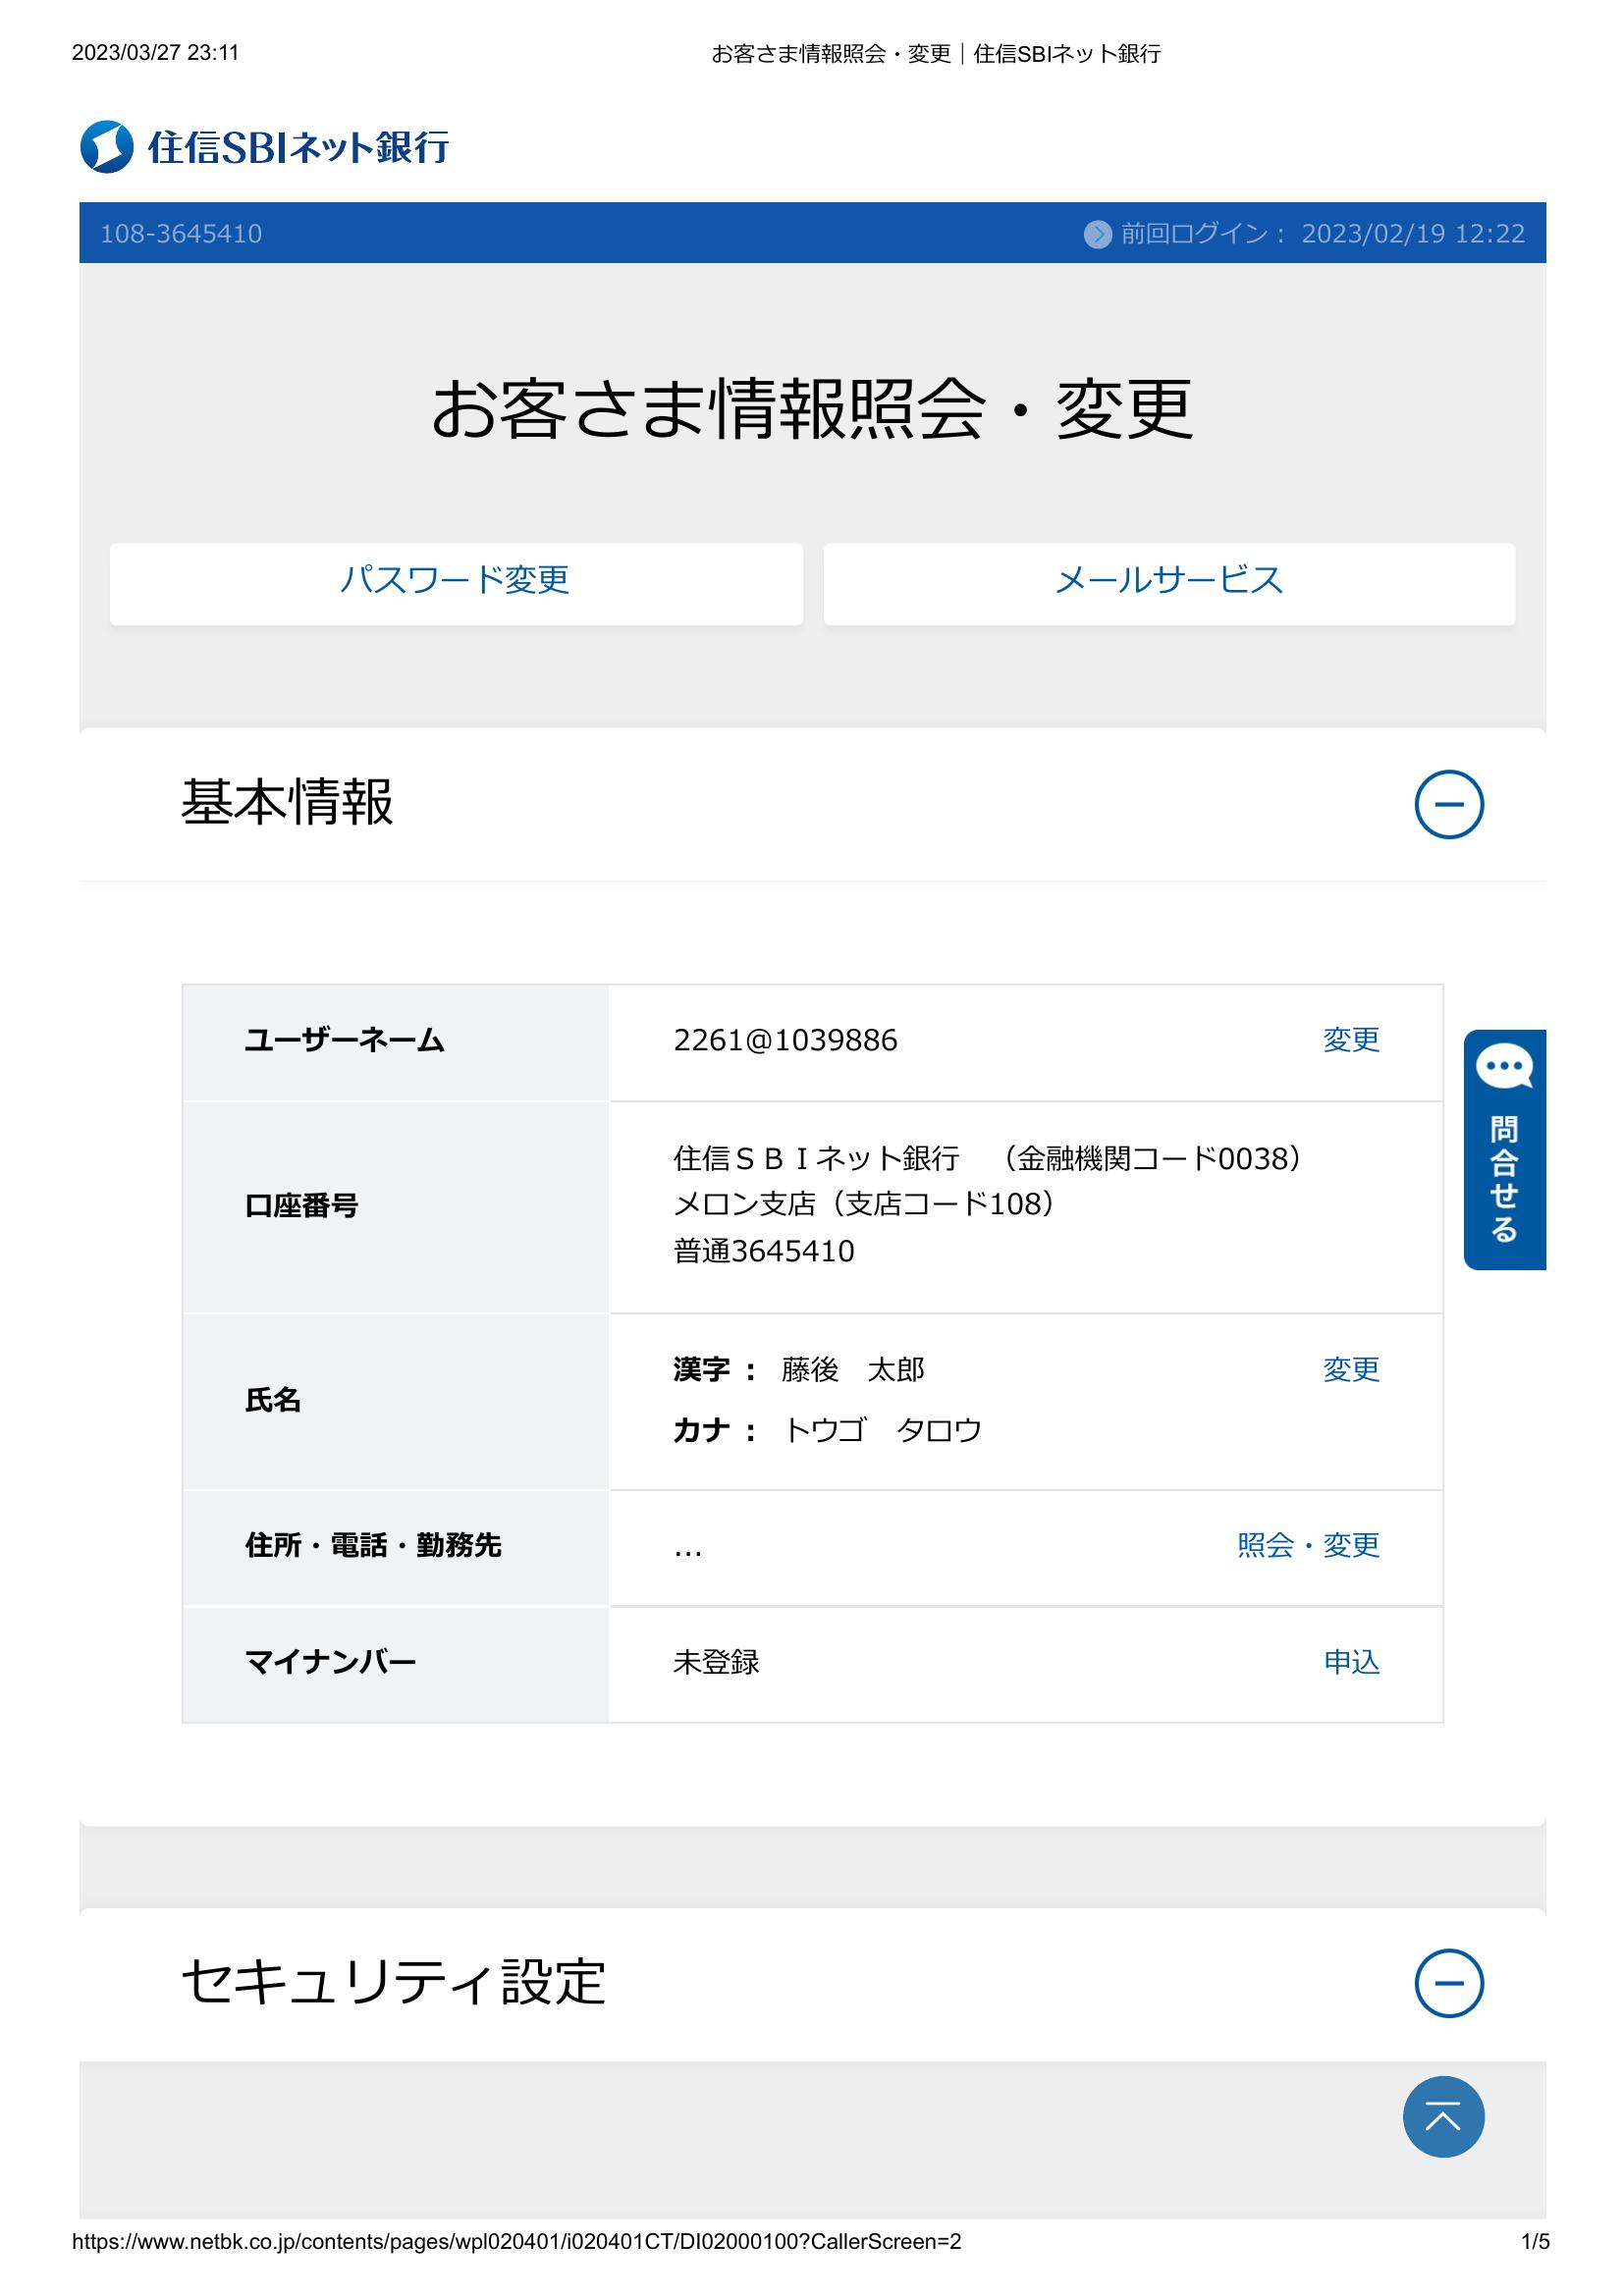 2023/03/27 23:11
お客さま情報照会・変更｜住信SBIネット銀行
住信SBIネット銀行
108-3645410
前回ログイン： 2023/02/19 12:22
お客さま情報照会・変更
パスワード変更
メールサービス
基本情報
ユーザーネーム
2261@1039886
変更
口座番号
住信ＳＢＩネット銀行　（金融機関コード0038）
メロン支店（支店コード108）
普通3645410
氏名
漢字 ： 藤後　太郎
変更
カナ ： トウゴ　タロウ
住所・電話・勤務先
...
照会・変更
マイナンバー
未登録
申込
問合せる
セキュリティ設定
https://www.netbk.co.jp/contents/pages/wpl020401/i020401CT/DI02000100?CallerScreen=2
1/5